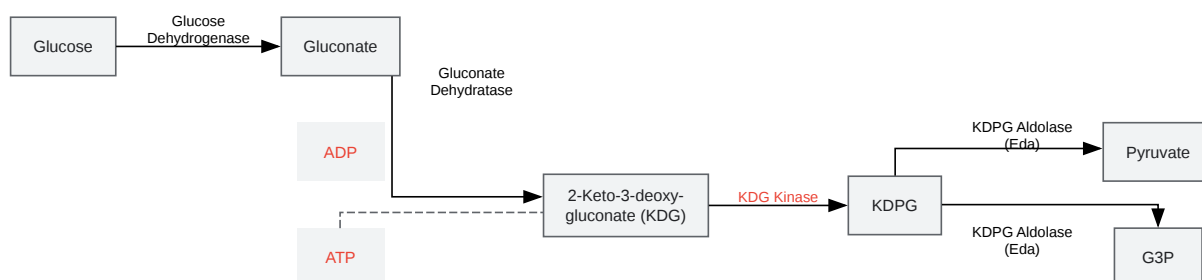 Glucose
Glucose
Dehydrogenase
Gluconate
Gluconate
Dehydratase
ADP
ATP
2-Keto-3-deoxy-
gluconate (KDG)
KDG Kinase
KDPG
KDPG Aldolase
(Eda)
Pyruvate
KDPG Aldolase
(Eda)
G3P